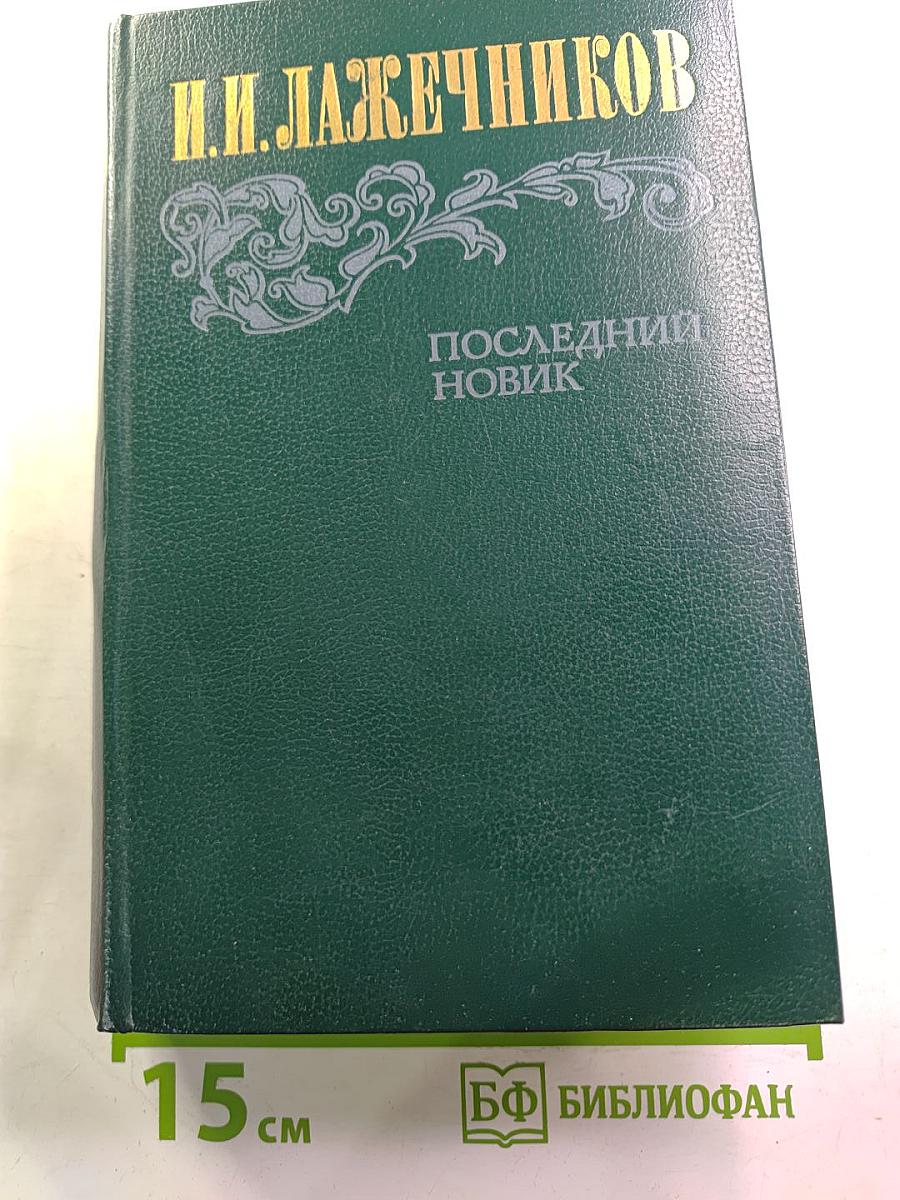 И.И.ЛАЖЕЧНИКОВ
ПОСЛЕДНИЙ
НОВИК
15 см
БФ БИБЛИОФАН